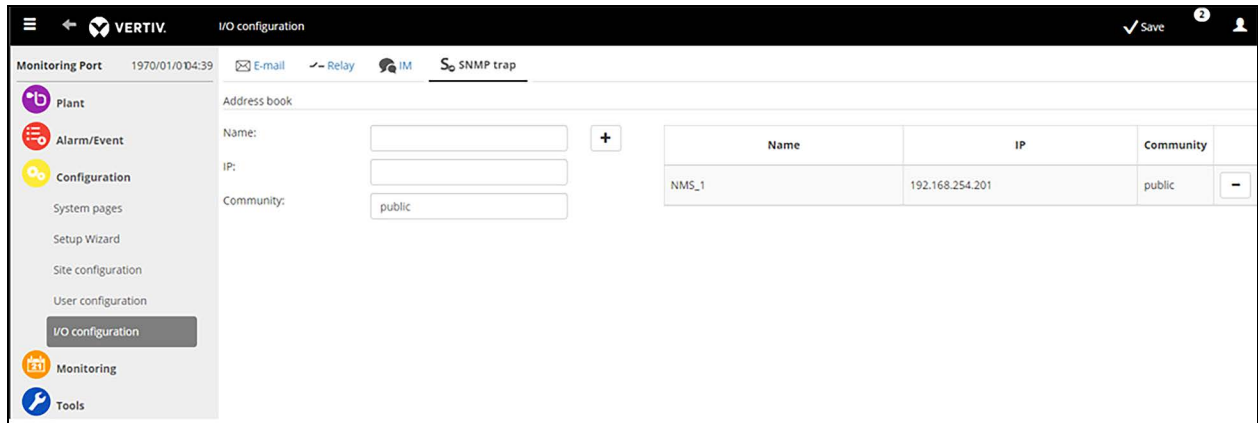 VERTIV.
I/O configuration
Save
2
Monitoring Port 1970/01/0104:39
E-mail
Relay
IM
SNMP trap
Plant
Alarm/Event
Configuration
System pages
Setup Wizard
Site configuration
User configuration
I/O configuration
Monitoring
Tools
Address book
Name:
+
IP:
Community: public
Name IP Community
NMS_1 192.168.254.201 public -